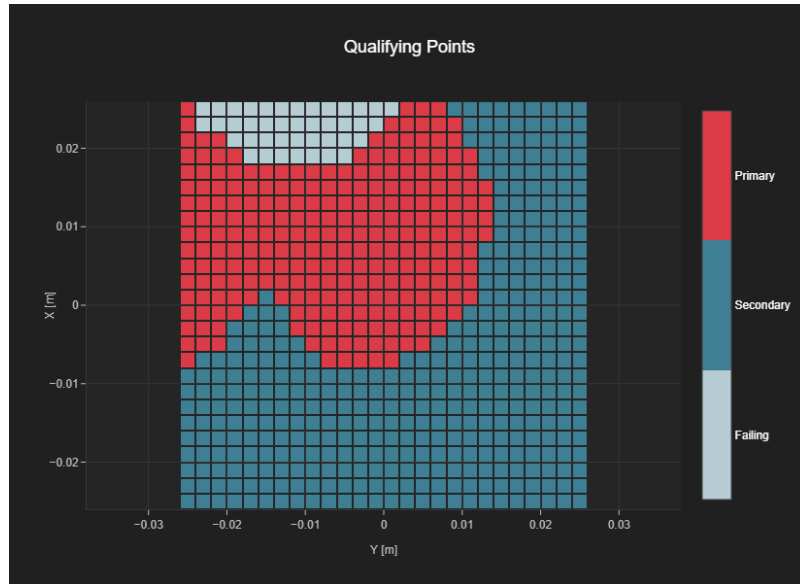 Qualifying Points
0.02
0.01
0
−0.01
−0.02
X [m]
−0.03
−0.02
−0.01
0
0.01
0.02
0.03
Y [m]
Primary
Secondary
Failing